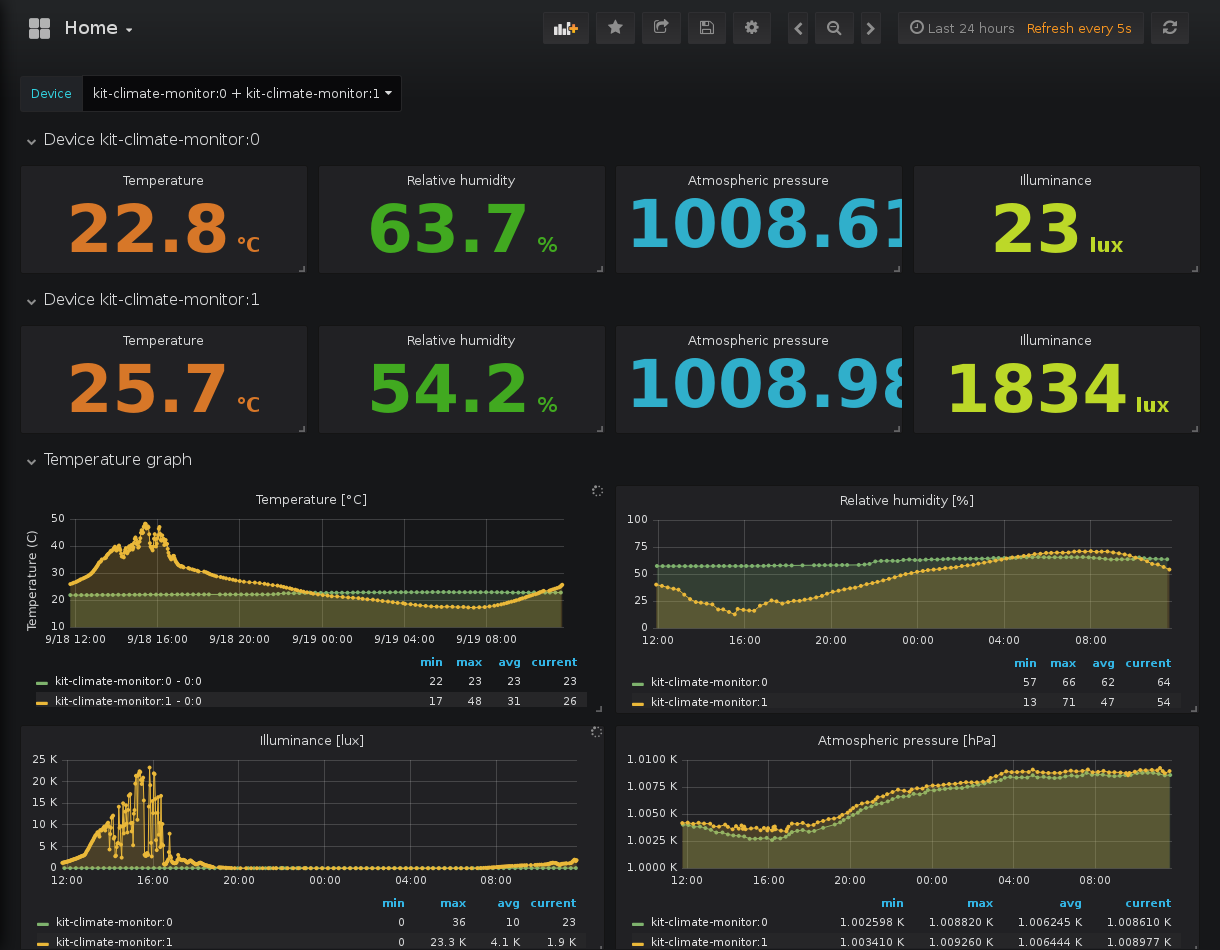 Home
Last 24 hours Refresh every 5s
Device kit-climate-monitor:0 + kit-climate-monitor:1
Device kit-climate-monitor:0
Temperature Relative humidity Atmospheric pressure Illuminance
22.8 °C 63.7 % 1008.61 23 lux
Device kit-climate-monitor:1
Temperature Relative humidity Atmospheric pressure Illuminance
25.7 °C 54.2 % 1008.98 1834 lux
Temperature graph
Temperature [°C]
Temperature (C)
50
40
30
20
10
9/18 12:00 9/18 16:00 9/18 20:00 9/19 00:00 9/19 04:00 9/19 08:00
min max avg current
kit-climate-monitor:0 - 0:0 22 23 23 23
kit-climate-monitor:1 - 0:0 17 48 31 26
Relative humidity [%]
100
75
50
25
0
12:00 16:00 20:00 00:00 04:00 08:00
min max avg current
kit-climate-monitor:0 57 66 62 64
kit-climate-monitor:1 13 71 47 54
Illuminance [lux]
25 K
20 K
15 K
10 K
5 K
0
12:00 16:00 20:00 00:00 04:00 08:00
min max avg current
kit-climate-monitor:0 0 36 10 23
kit-climate-monitor:1 0 23.3 K 4.1 K 1.9 K
Atmospheric pressure [hPa]
1.0100 K
1.0075 K
1.0050 K
1.0025 K
1.0000 K
12:00 16:00 20:00 00:00 04:00 08:00
min max avg current
kit-climate-monitor:0 1.002598 K 1.008820 K 1.006245 K 1.008610 K
kit-climate-monitor:1 1.003410 K 1.009260 K 1.006444 K 1.008977 K